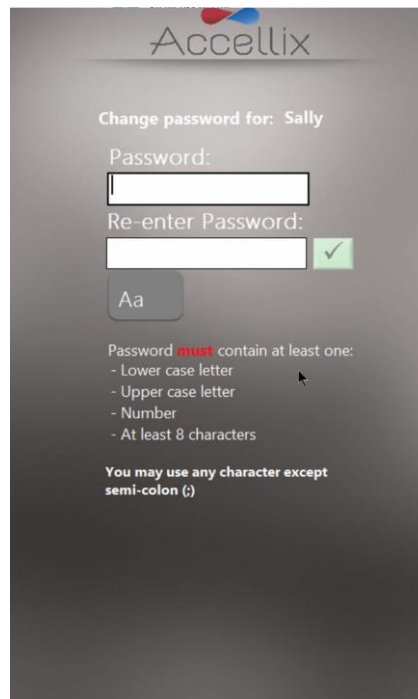 Accellix
Change password for: Sally
Password:
Re-enter Password:
Aa
Password must contain at least one:
- Lower case letter
- Upper case letter
- Number
- At least 8 characters
You may use any character except
semi-colon (;)